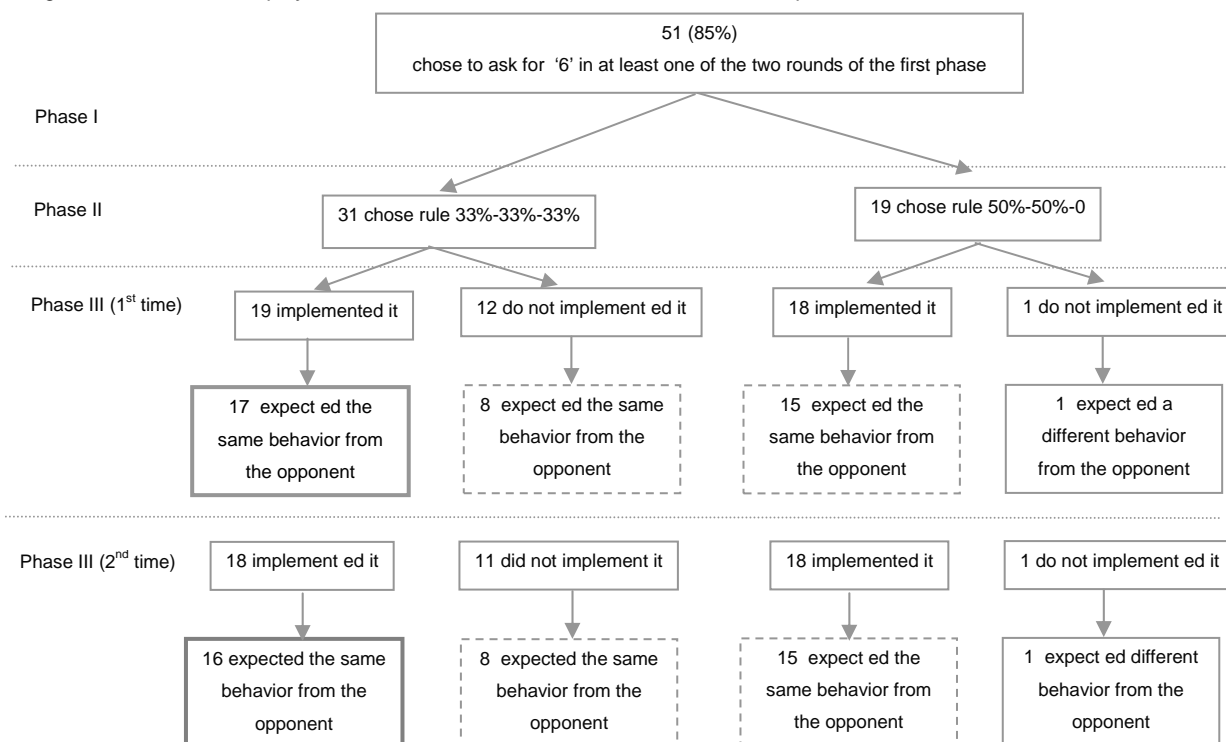 51 (85%)
chose to ask for '6' in at least one of the two rounds of the first phase
Phase I
Phase II
31 chose rule 33%-33%-33%
19 chose rule 50%-50%-0
Phase III (1st time)
19 implemented it
12 do not implement ed it
18 implemented it
1 do not implement ed it
17 expect ed the
same behavior from
the opponent
8 expect ed the same
behavior from the
opponent
15 expect ed the
same behavior from
the opponent
1 expect ed a
different behavior
from the opponent
Phase III (2nd time)
18 implement ed it
11 did not implement it
18 implemented it
1 do not implement ed it
16 expected the same
behavior from the
opponent
8 expected the same
behavior from the
opponent
15 expect ed the
same behavior from
the opponent
1 expect ed different
behavior from the
opponent